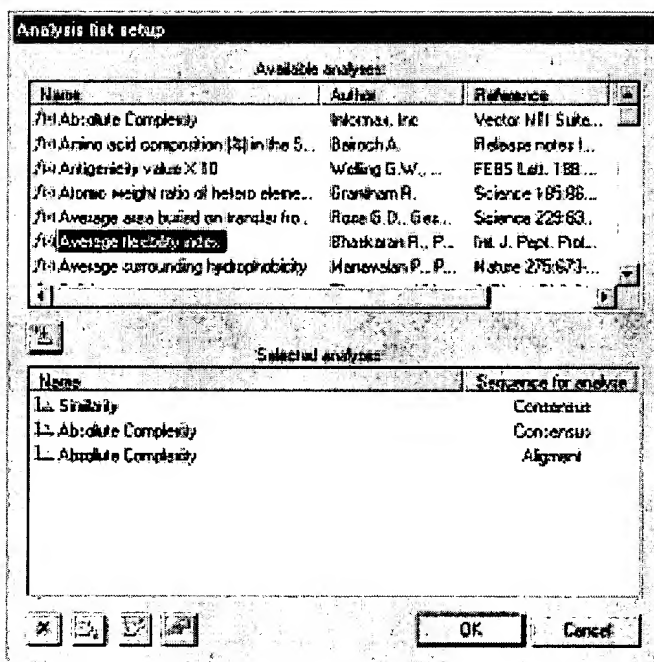 Analysis list setup
Available analyses:
Name Author Reference
Absolute Complexity Informax, Inc Vector NTI Suite...
Amino acid composition (%) in the S... Bairoch A. Release notes f...
Antigenicity value X 10 Welling G.W., ... FEBS Lett. 188:...
Atomic weight ratio of hetero eleme... Grantham R. Science 185:86...
Average area buried on transfer fro... Rose G.D., Ges... Science 229:83...
Average flexibility index Bhaskaran R., P... Int. J. Pept. Prot...
Average surrounding hydrophobicity Manavalan P., P... Nature 275:673-...
Selected analyses:
Name Sequence for analyse
Similarity Consensus
Absolute Complexity Consensus
Absolute Complexity Aligment
OK Cancel